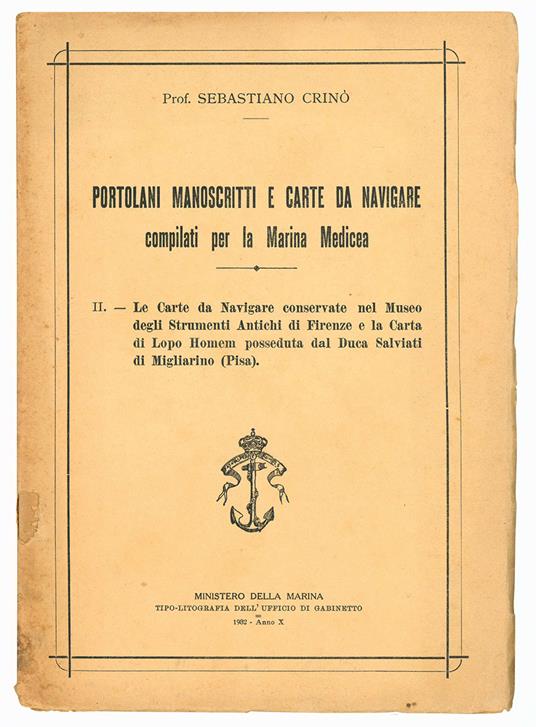 Prof. SEBASTIANO CRINÒ
PORTOLANI MANOSCRITTI E CARTE DA NAVIGARE
compilati per la Marina Medicea
II. — Le Carte da Navigare conservate nel Museo
degli Strumenti Antichi di Firenze e la Carta
di Lopo Homem posseduta dal Duca Salviati
di Migliarino (Pisa).
MINISTERO DELLA MARINA
TIPO-LITOGRAFIA DELL'UFFICIO DI GABINETTO
1932 - Anno X